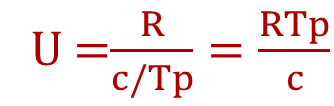 U = R / c/Tp = RTp / c